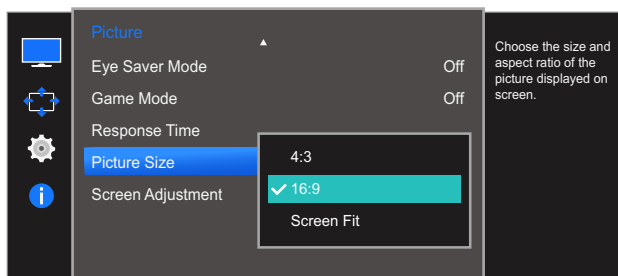 Picture
Eye Saver Mode Off
Game Mode Off
Response Time
Picture Size
Screen Adjustment
4:3
16:9
Screen Fit
Choose the size and
aspect ratio of the
picture displayed on
screen.